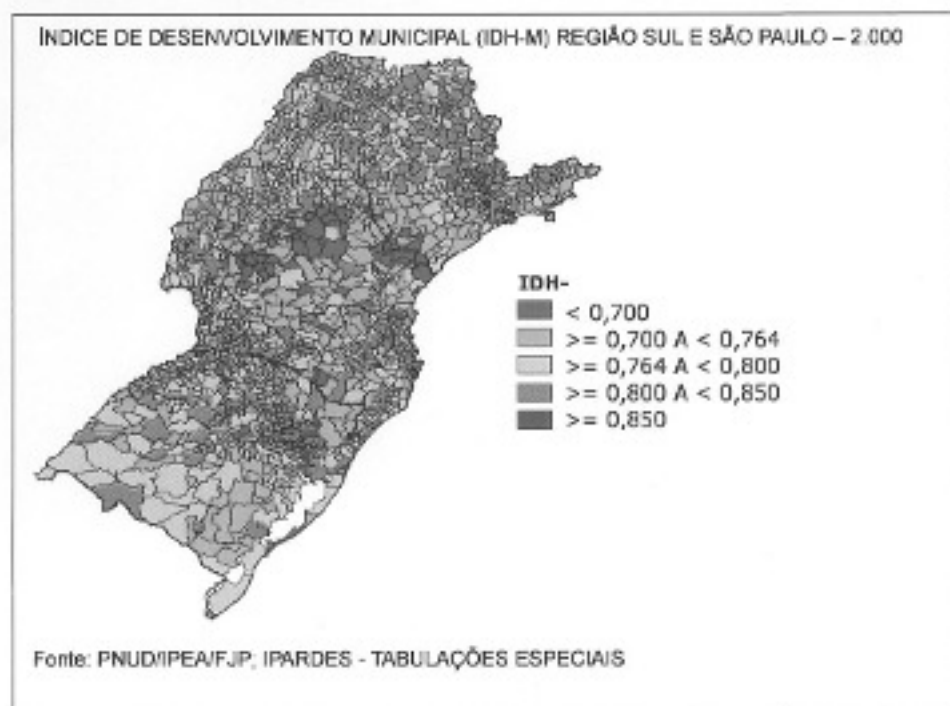 ÍNDICE DE DESENVOLVIMENTO MUNICIPAL (IDH-M) REGIÃO SUL E SÃO PAULO – 2.000
IDH-
< 0,700
>= 0,700 A < 0,764
>= 0,764 A < 0,800
>= 0,800 A < 0,850
>= 0,850
Fonte: PNUD/IPEA/FJP; IPARDES - TABULAÇÕES ESPECIAIS